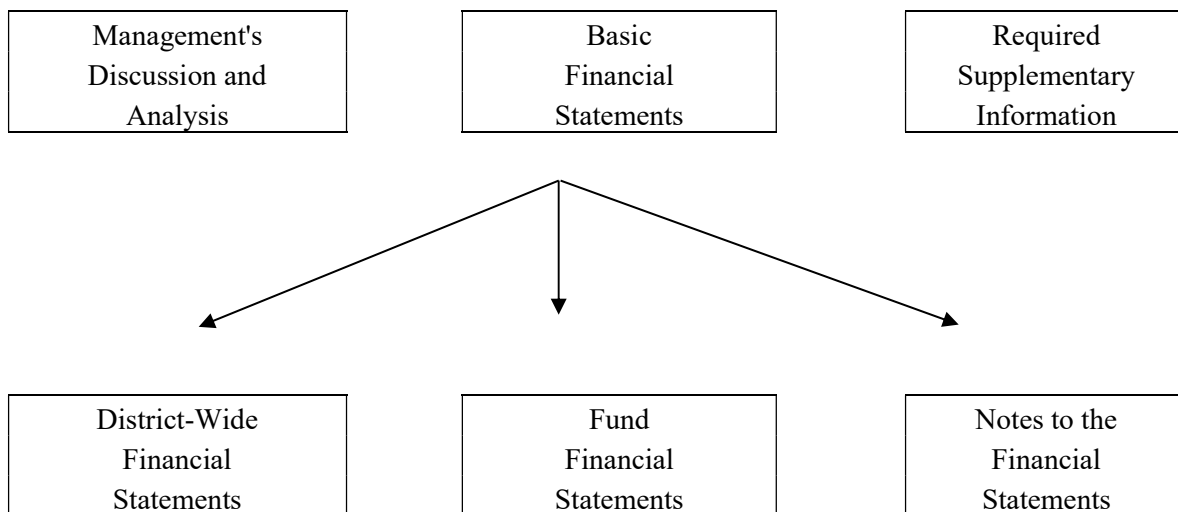 Management's
Discussion and
Analysis
Basic
Financial
Statements
Required
Supplementary
Information
District-Wide
Financial
Statements
Fund
Financial
Statements
Notes to the
Financial
Statements